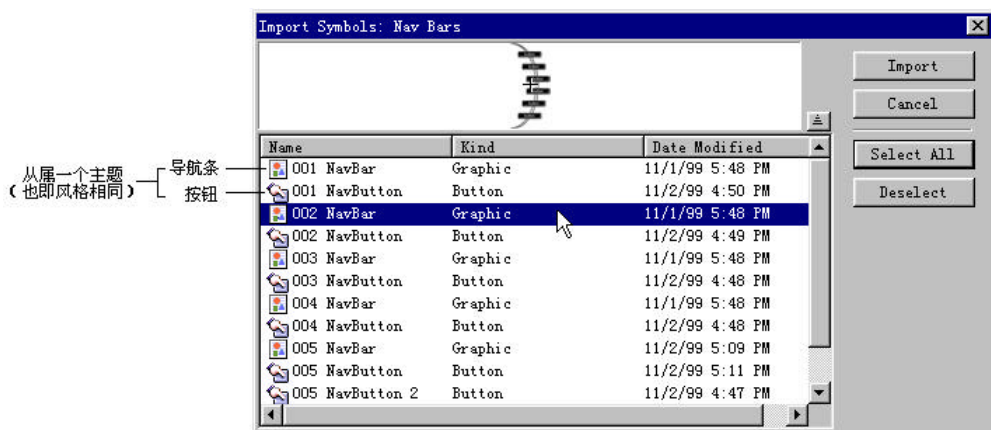 Import Symbols: Nav Bars
Import
Cancel
Select All
Deselect
Name Kind Date Modified
001 NavBar Graphic 11/1/99 5:48 PM
001 NavButton Button 11/2/99 4:50 PM
002 NavBar Graphic 11/1/99 5:48 PM
002 NavButton Button 11/2/99 4:49 PM
003 NavBar Graphic 11/1/99 5:48 PM
003 NavButton Button 11/2/99 4:48 PM
004 NavBar Graphic 11/1/99 5:48 PM
004 NavButton Button 11/2/99 4:48 PM
005 NavBar Graphic 11/2/99 5:09 PM
005 NavButton Button 11/2/99 5:11 PM
005 NavButton 2 Button 11/2/99 4:47 PM
从属一个主题
(也即风格相同)
导航条
按钮